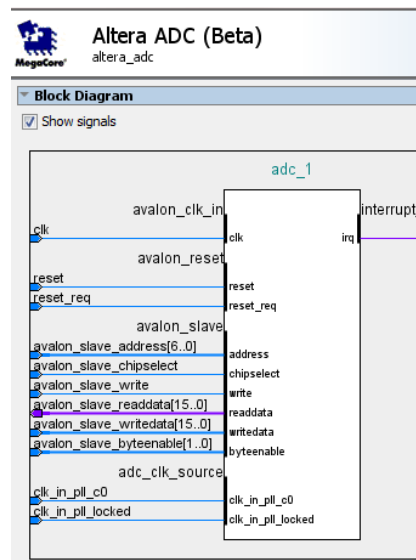 Altera ADC (Beta)
altera_adc
MegaCore®
Block Diagram
Show signals
adc_1
avalon_clk_in
interrupt_
clk
clk
irq
avalon_reset
reset
reset
reset_req
reset_req
avalon_slave
avalon_slave_address[6..0]
address
avalon_slave_chipselect
chipselect
avalon_slave_write
write
avalon_slave_readdata[15..0]
readdata
avalon_slave_writedata[15..0]
writedata
avalon_slave_byteenable[1..0]
byteenable
adc_clk_source
clk_in_pll_c0
clk_in_pll_c0
clk_in_pll_locked
clk_in_pll_locked